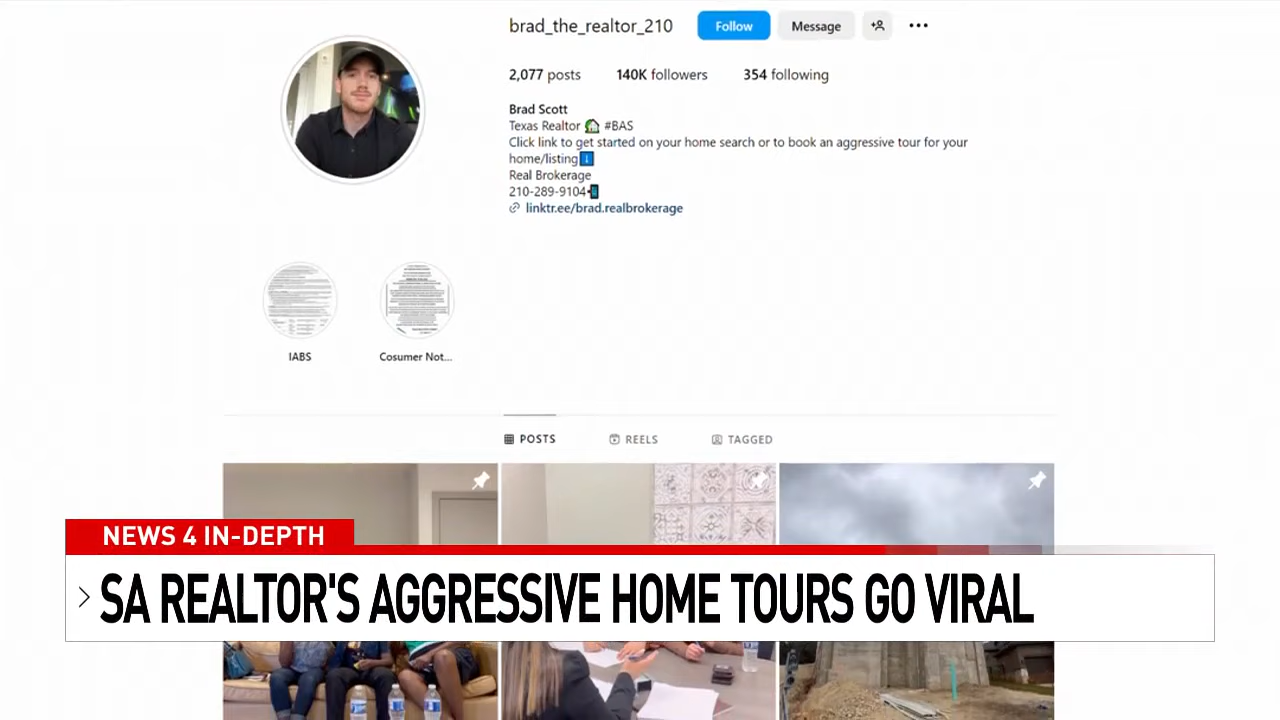 brad_the_realtor_210 Follow Message
2,077 posts 140K followers 354 following
Brad Scott
Texas Realtor #BAS
Click link to get started on your home search or to book an aggressive tour for your
home/listing
Real Brokerage
210-289-9104
linktr.ee/brad.realbrokerage
IABS Cosumer Not...
POSTS REELS TAGGED
NEWS 4 IN-DEPTH
SA REALTOR'S AGGRESSIVE HOME TOURS GO VIRAL